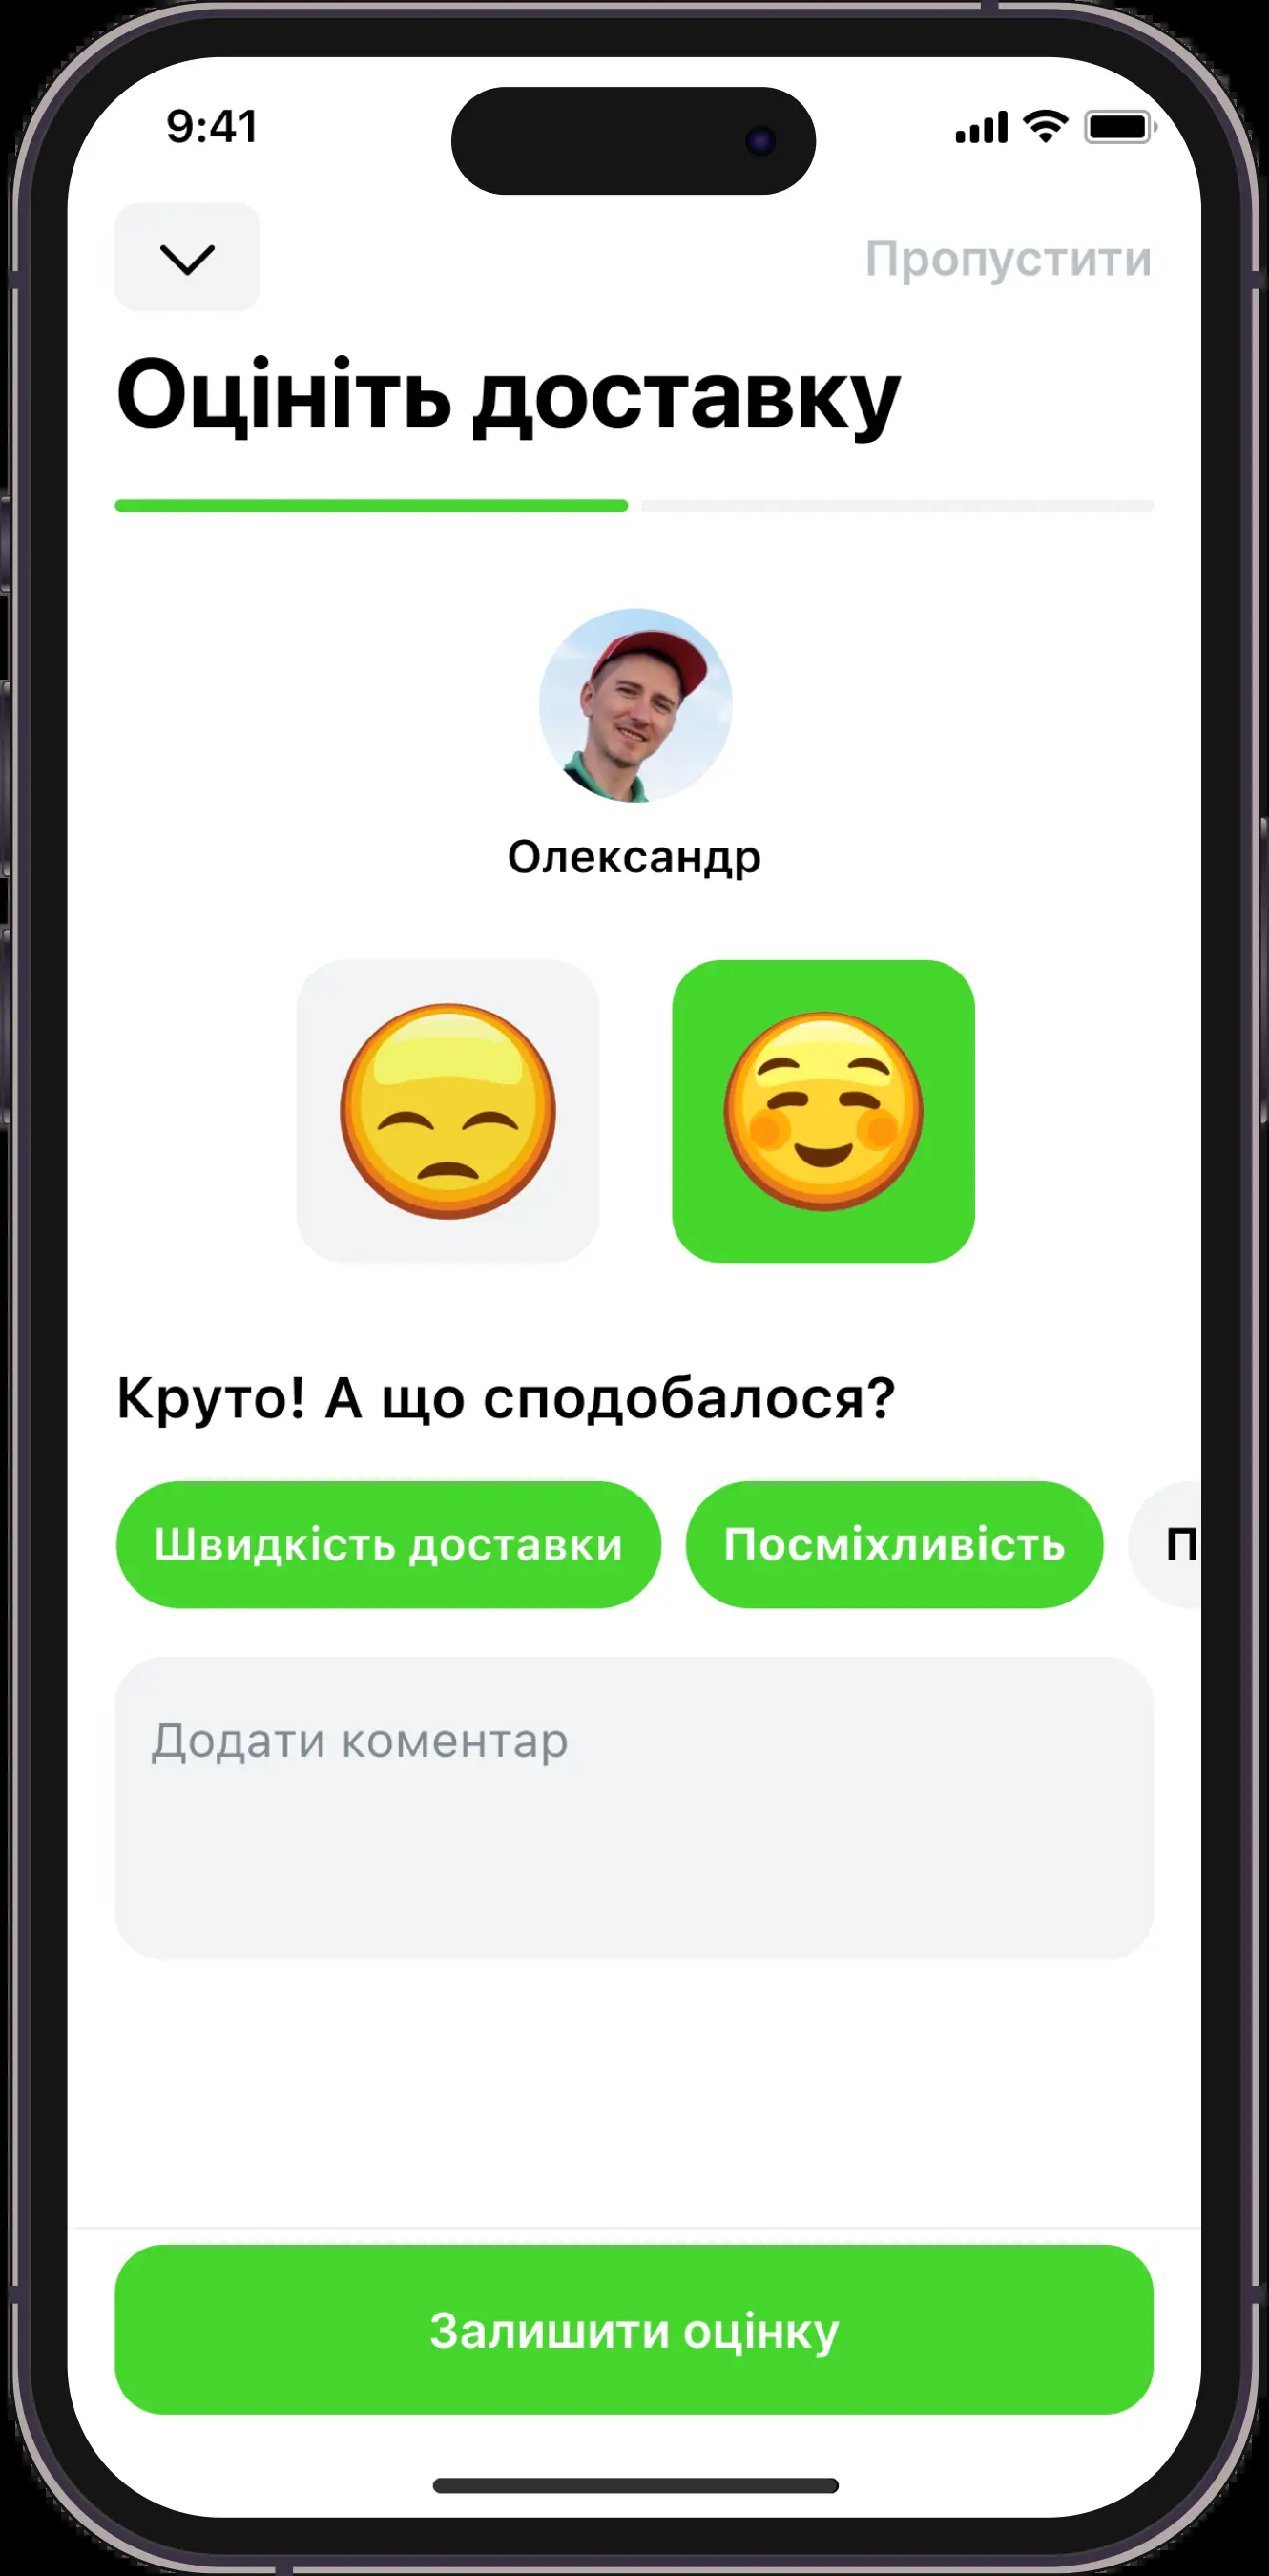 9:41
Пропустити
Оцініть доставку
Олександр
Круто! А що сподобалося?
Швидкість доставки
Посміхливість
Додати коментар
Залишити оцінку